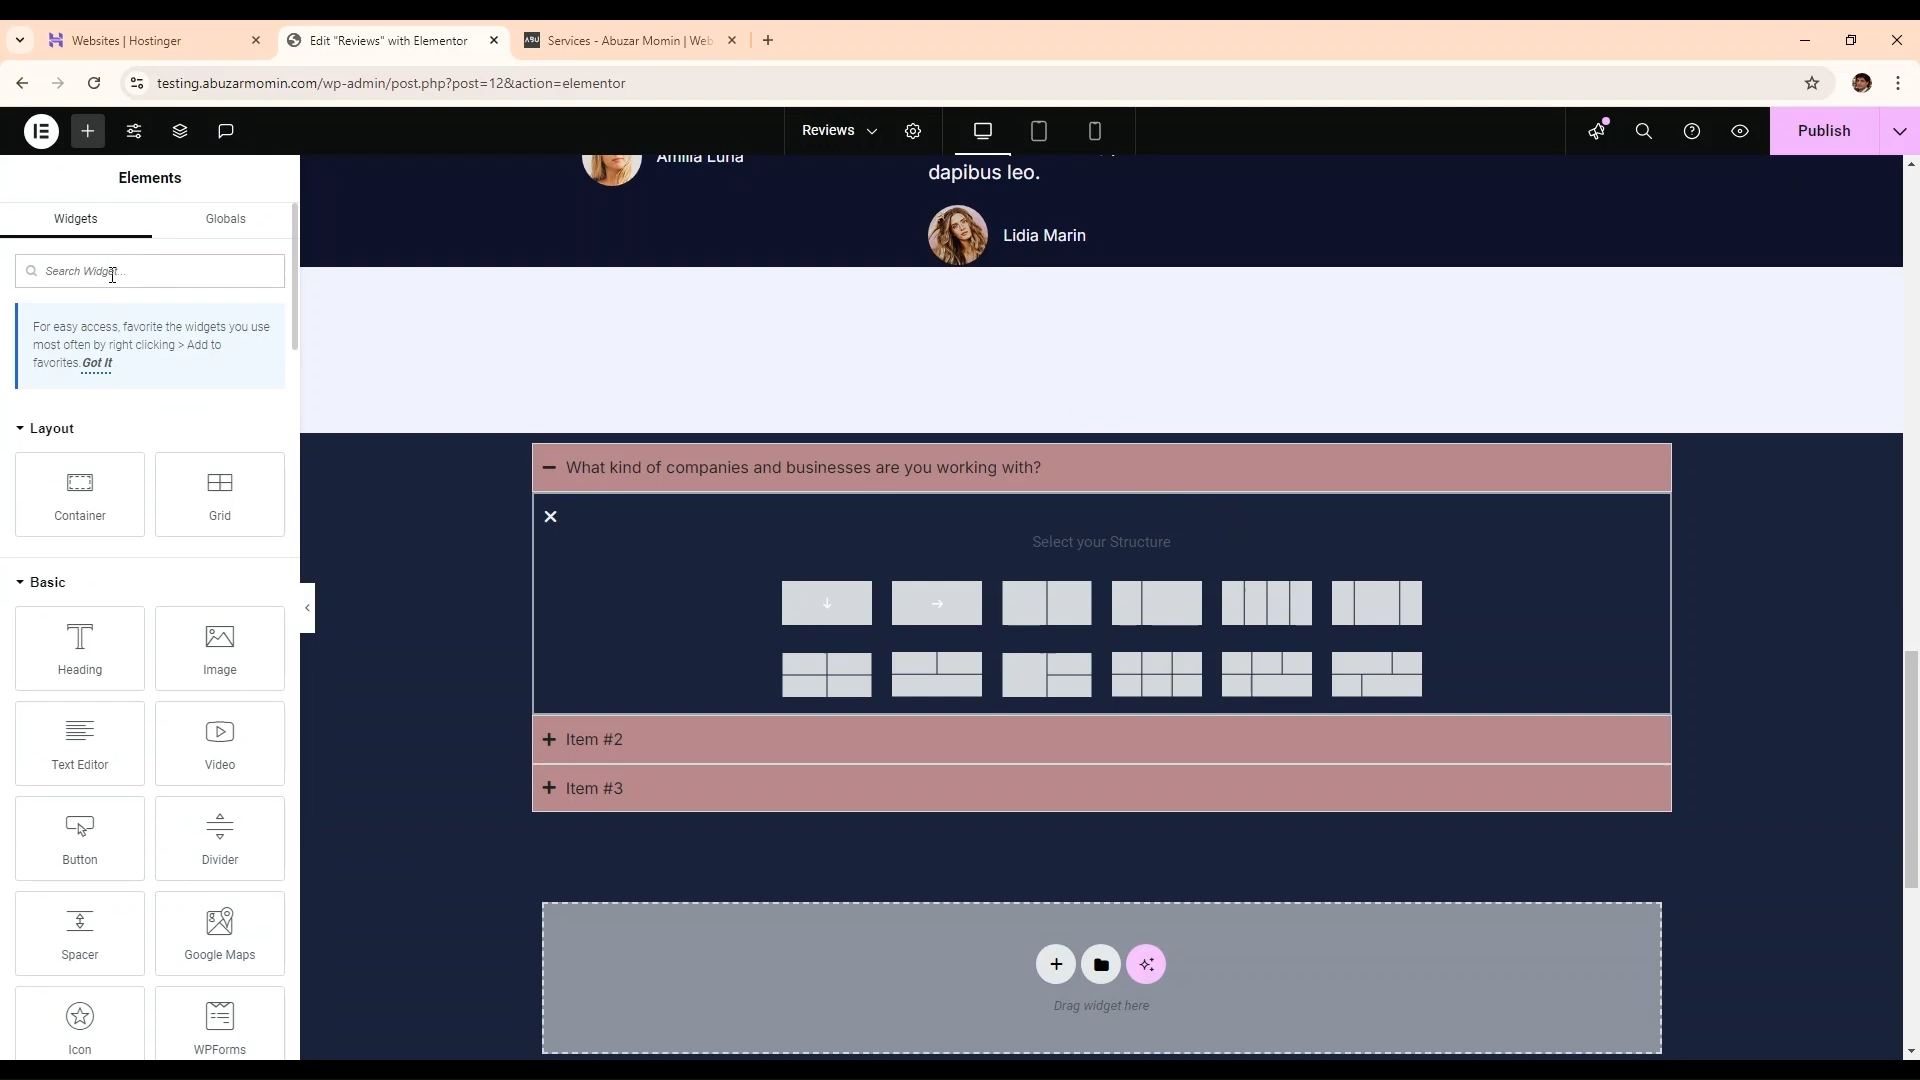 Websites | Hostinger
Edit "Reviews" with Elementor
ABU
Services - Abuzar Momin | Web
testing.abuzarmomin.com/wp-admin/post.php?post=12&action=elementor
Reviews
Publish
Elements
Widgets
Globals
Search Widget...
For easy access, favorite the widgets you use
most often by right clicking > Add to
favorites. Got It
Layout
Container
Grid
Basic
Heading
Image
Text Editor
Video
Button
Divider
Spacer
Google Maps
Icon
WPForms
Amilia Luna
dapibus leo.
Lidia Marin
What kind of companies and businesses are you working with?
Select your Structure
Item #2
Item #3
Drag widget here